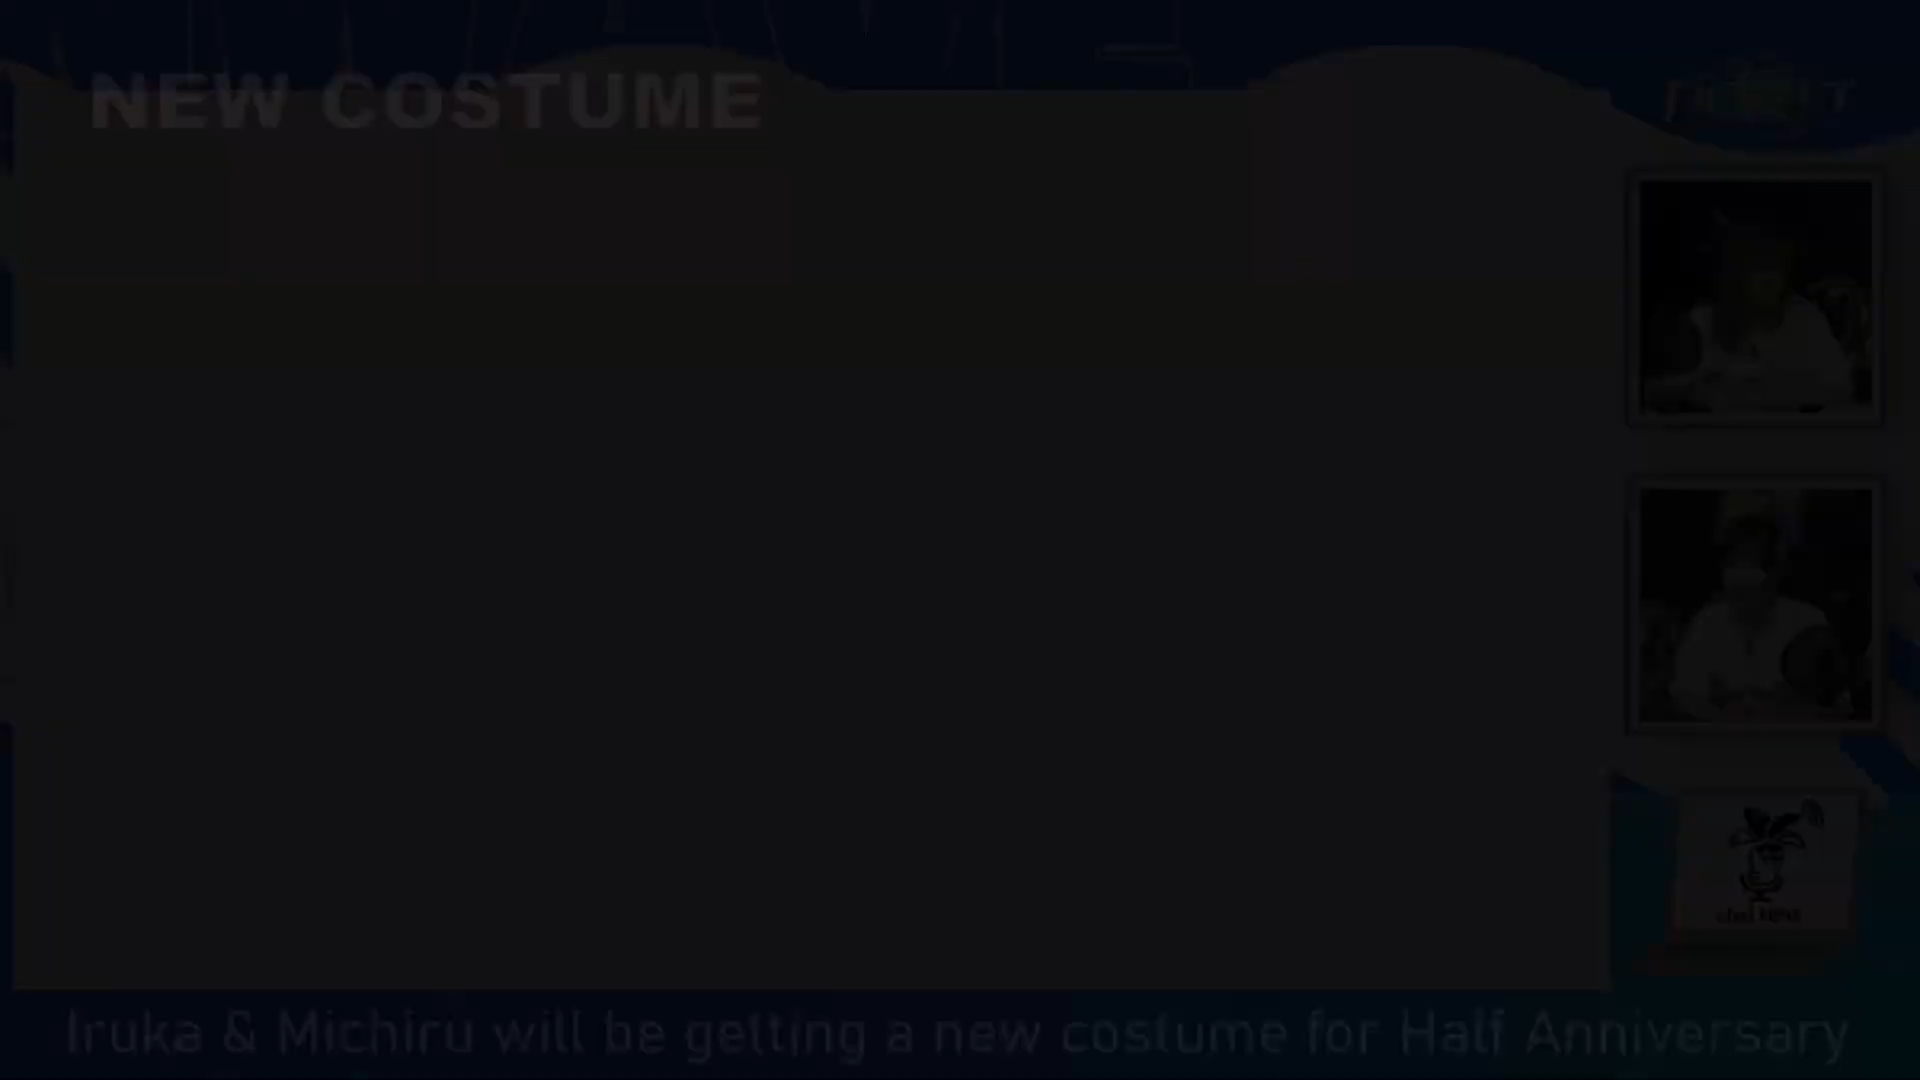 NEW COSTUME
Iruka & Michiru will be getting a new costume for Half Anniversary